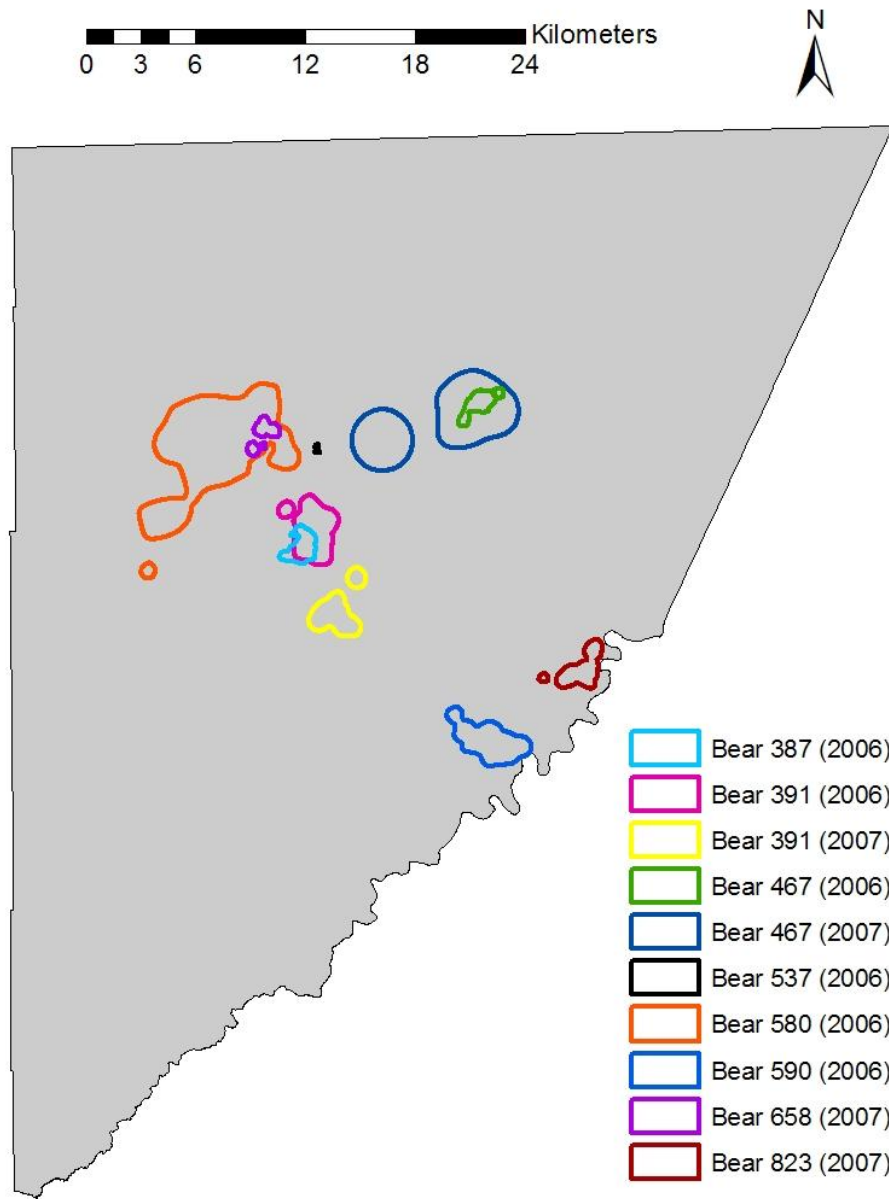 Kilometers
0 3 6 12 18 24
N
Bear 387 (2006)
Bear 391 (2006)
Bear 391 (2007)
Bear 467 (2006)
Bear 467 (2007)
Bear 537 (2006)
Bear 580 (2006)
Bear 590 (2006)
Bear 658 (2007)
Bear 823 (2007)